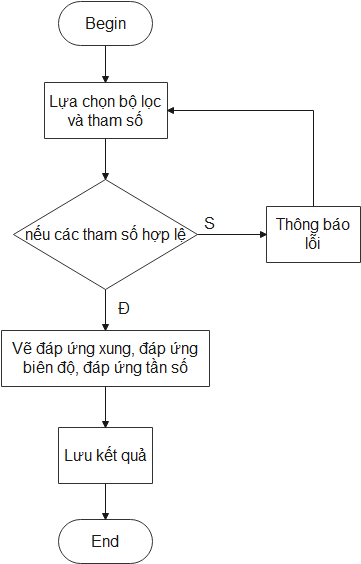 Begin
Lựa chọn bộ lọc
và tham số
nếu các tham số hợp lệ
S
Thông báo
lỗi
Đ
Vẽ đáp ứng xung, đáp ứng
biên độ, đáp ứng tần số
Lưu kết quả
End